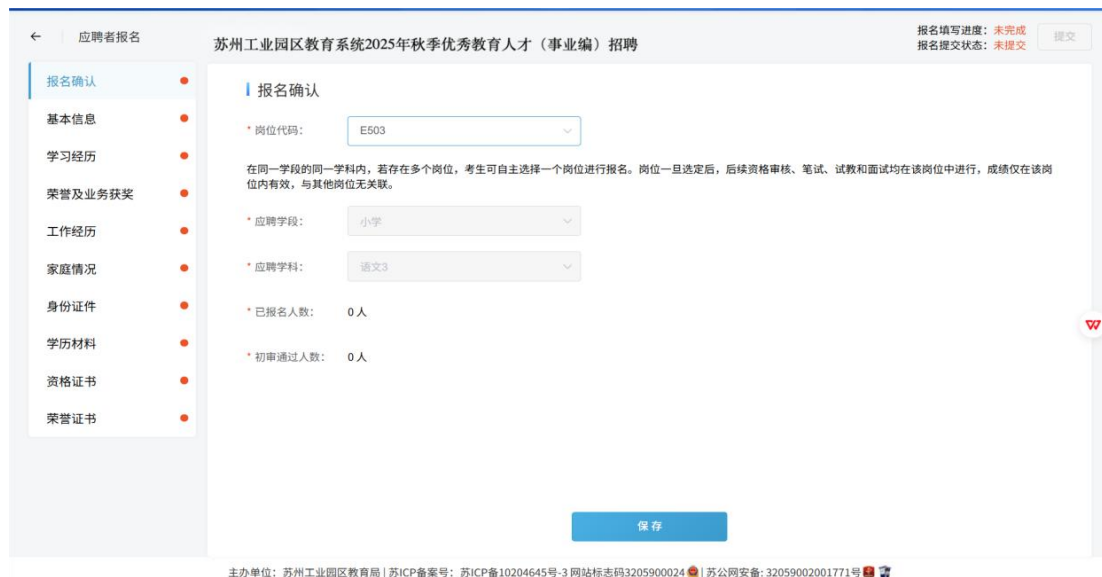 ← 应聘者报名
苏州工业园区教育系统2025年秋季优秀教育人才（事业编）招聘
报名填写进度：未完成
报名提交状态：未提交
提交
报名确认
基本信息
学习经历
荣誉及业务获奖
工作经历
家庭情况
身份证件
学历材料
资格证书
荣誉证书
报名确认
* 岗位代码： E503
在同一学段的同一学科内，若存在多个岗位，考生可自主选择一个岗位进行报名。岗位一旦选定后，后续资格审核、笔试、试教和面试均在该岗位中进行，成绩仅在该岗
位内有效，与其他岗位无关联。
* 应聘学段： 小学
* 应聘学科： 语文3
* 已报名人数： 0 人
* 初审通过人数： 0 人
保存
主办单位：苏州工业园区教育局 | 苏ICP备案号：苏ICP备10204645号-3 网站标志码3205900024 | 苏公网安备: 32059002001771号